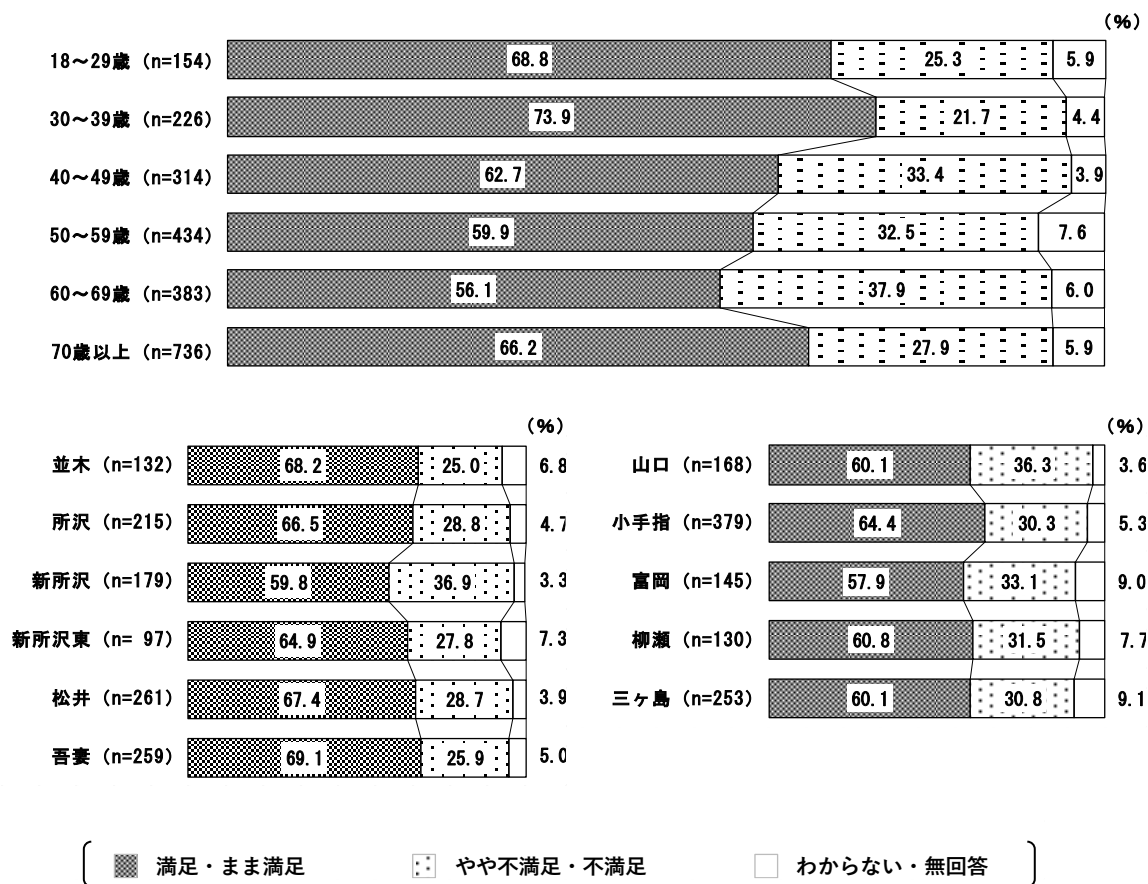 (%)
18～29歳 (n=154) 68.8 25.3 5.9
30～39歳 (n=226) 73.9 21.7 4.4
40～49歳 (n=314) 62.7 33.4 3.9
50～59歳 (n=434) 59.9 32.5 7.6
60～69歳 (n=383) 56.1 37.9 6.0
70歳以上 (n=736) 66.2 27.9 5.9
(%)
並木 (n=132) 68.2 25.0 6.8
所沢 (n=215) 66.5 28.8 4.7
新所沢 (n=179) 59.8 36.9 3.3
新所沢東 (n= 97) 64.9 27.8 7.3
松井 (n=261) 67.4 28.7 3.9
吾妻 (n=259) 69.1 25.9 5.0
(%)
山口 (n=168) 60.1 36.3 3.6
小手指 (n=379) 64.4 30.3 5.3
富岡 (n=145) 57.9 33.1 9.0
柳瀬 (n=130) 60.8 31.5 7.7
三ヶ島 (n=253) 60.1 30.8 9.1
満足・まま満足 やや不満足・不満足 わからない・無回答